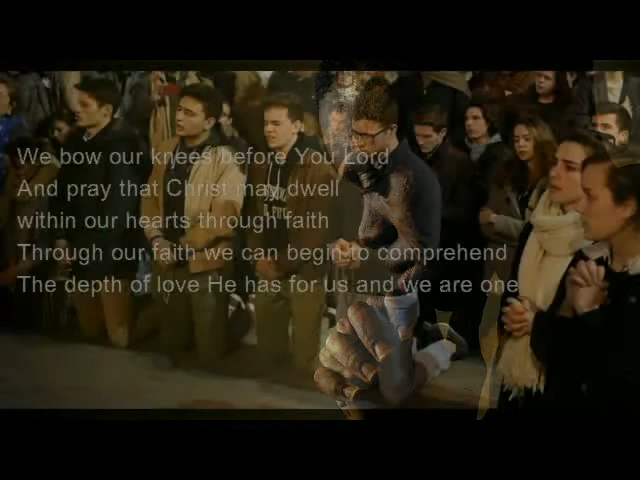 We bow our knees before You Lord
And pray that Christ may dwell
within our hearts through faith
Through our faith we can begin to comprehend
The depth of love He has for us and we are one